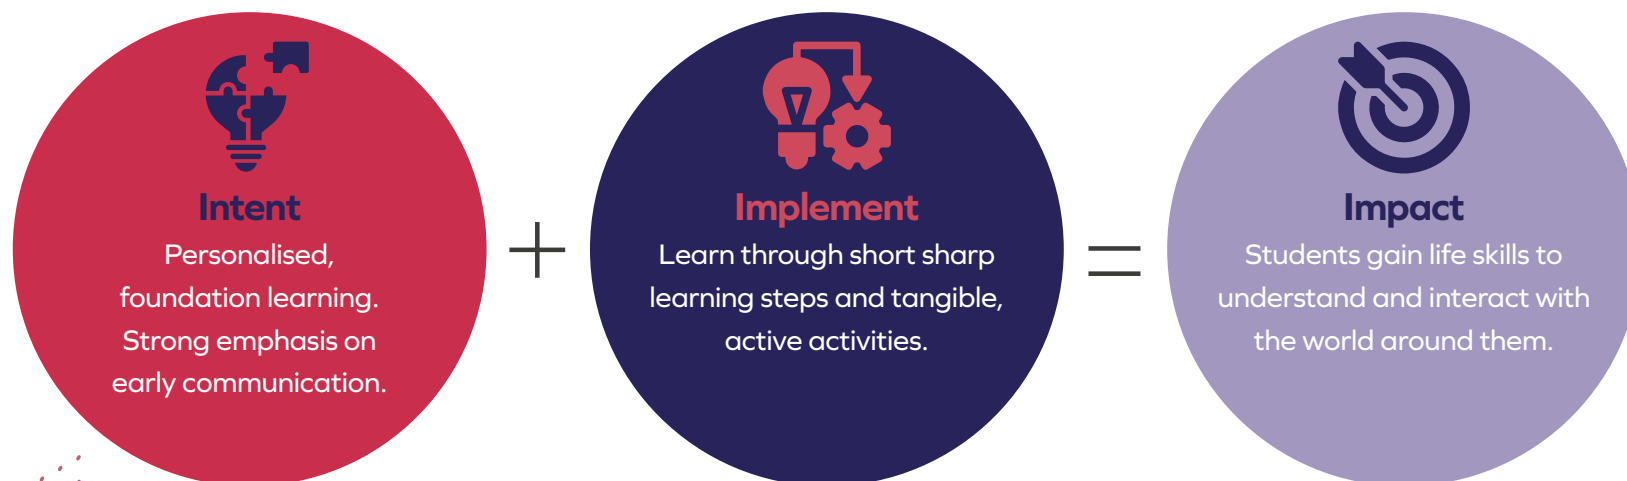 Intent
Personalised,
foundation learning.
Strong emphasis on
early communication.
+
Implement
Learn through short sharp
learning steps and tangible,
active activities.
=
Impact
Students gain life skills to
understand and interact with
the world around them.